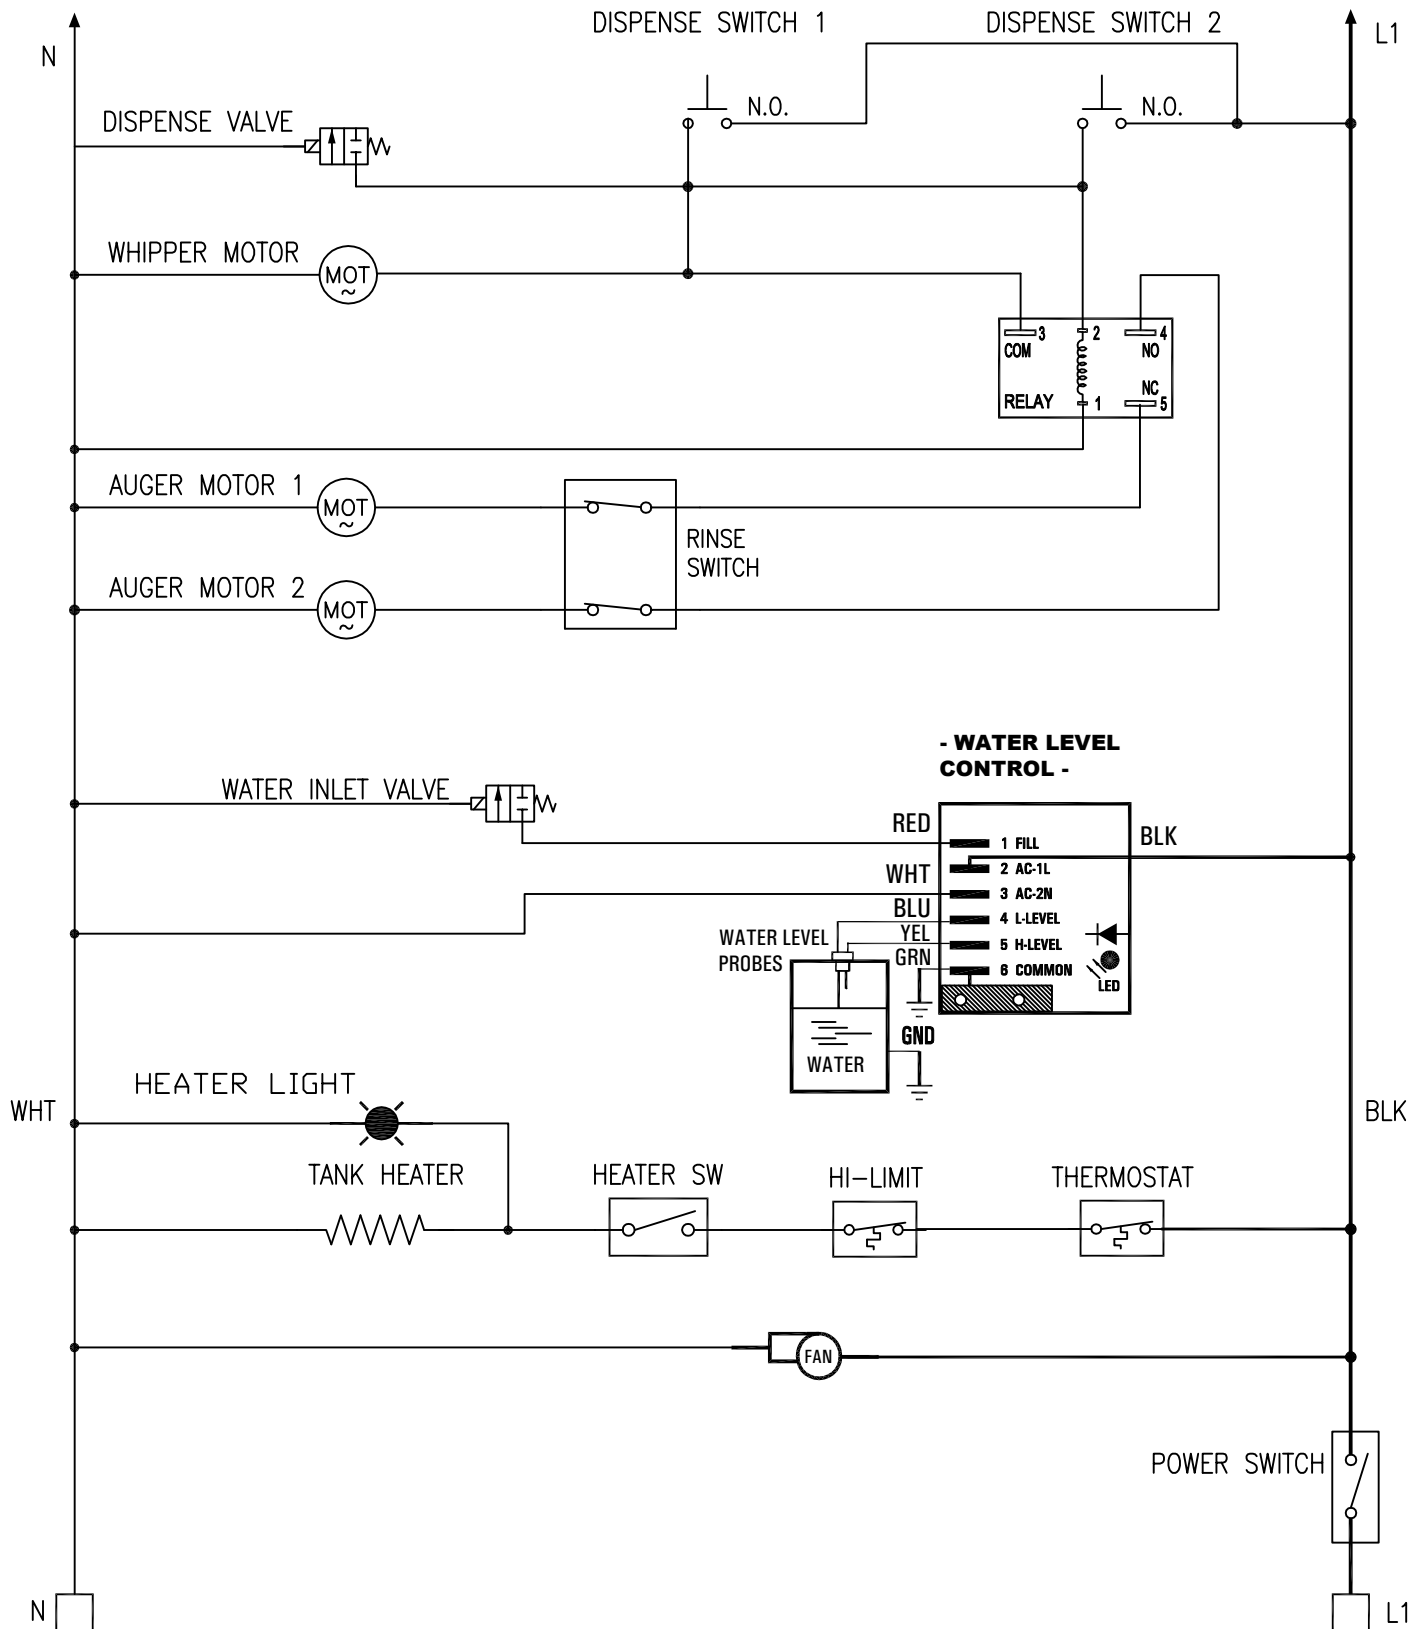 DISPENSE SWITCH 1
DISPENSE SWITCH 2
L1
N
N.O.
N.O.
DISPENSE VALVE
WHIPPER MOTOR
MOT
~
3
2
4
COM
NO
NC
RELAY
1
5
AUGER MOTOR 1
MOT
~
RINSE
SWITCH
AUGER MOTOR 2
MOT
~
- WATER LEVEL
CONTROL -
WATER INLET VALVE
RED
1 FILL
BLK
2 AC-1L
WHT
3 AC-2N
BLU
4 L-LEVEL
YEL
5 H-LEVEL
WATER LEVEL
PROBES
GRN
6 COMMON
LED
GND
WATER
HEATER LIGHT
WHT
BLK
TANK HEATER
HEATER SW
HI-LIMIT
THERMOSTAT
FAN
POWER SWITCH
N
L1